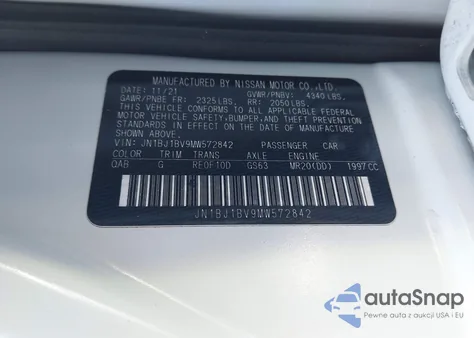 MANUFACTURED BY NISSAN MOTOR CO.,LTD.
DATE: 11/21 GVWR/PNBV: 4340 LBS,
GAWR/PNBE FR: 2325 LBS, RR: 2050 LBS,
THIS VEHICLE CONFORMS TO ALL APPLICABLE FEDERAL
MOTOR VEHICLE SAFETY, BUMPER, AND THEFT PREVENTION
STANDARDS IN EFFECT ON THE DATE OF MANUFACTURE
SHOWN ABOVE.
VIN: JN1BJ1BV9MW572842 PASSENGER CAR
COLOR TRIM TRANS AXLE ENGINE
QAB G RE0F10D GS63 MR20(DD) 1997 CC
JN1BJ1BV9MW572842
autaSnap
Pewne auta z aukcji USA i EU